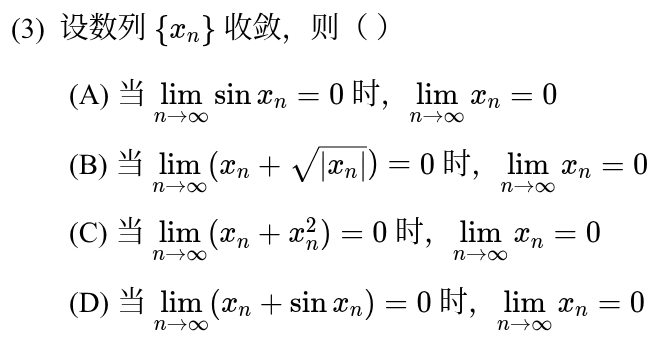 (3) 设数列 {xₙ} 收敛，则（ ）
(A) 当 lim_{n→∞} sin xₙ = 0 时，lim_{n→∞} xₙ = 0
(B) 当 lim_{n→∞} (xₙ + √|xₙ|) = 0 时，lim_{n→∞} xₙ = 0
(C) 当 lim_{n→∞} (xₙ + xₙ²) = 0 时，lim_{n→∞} xₙ = 0
(D) 当 lim_{n→∞} (xₙ + sin xₙ) = 0 时，lim_{n→∞} xₙ = 0